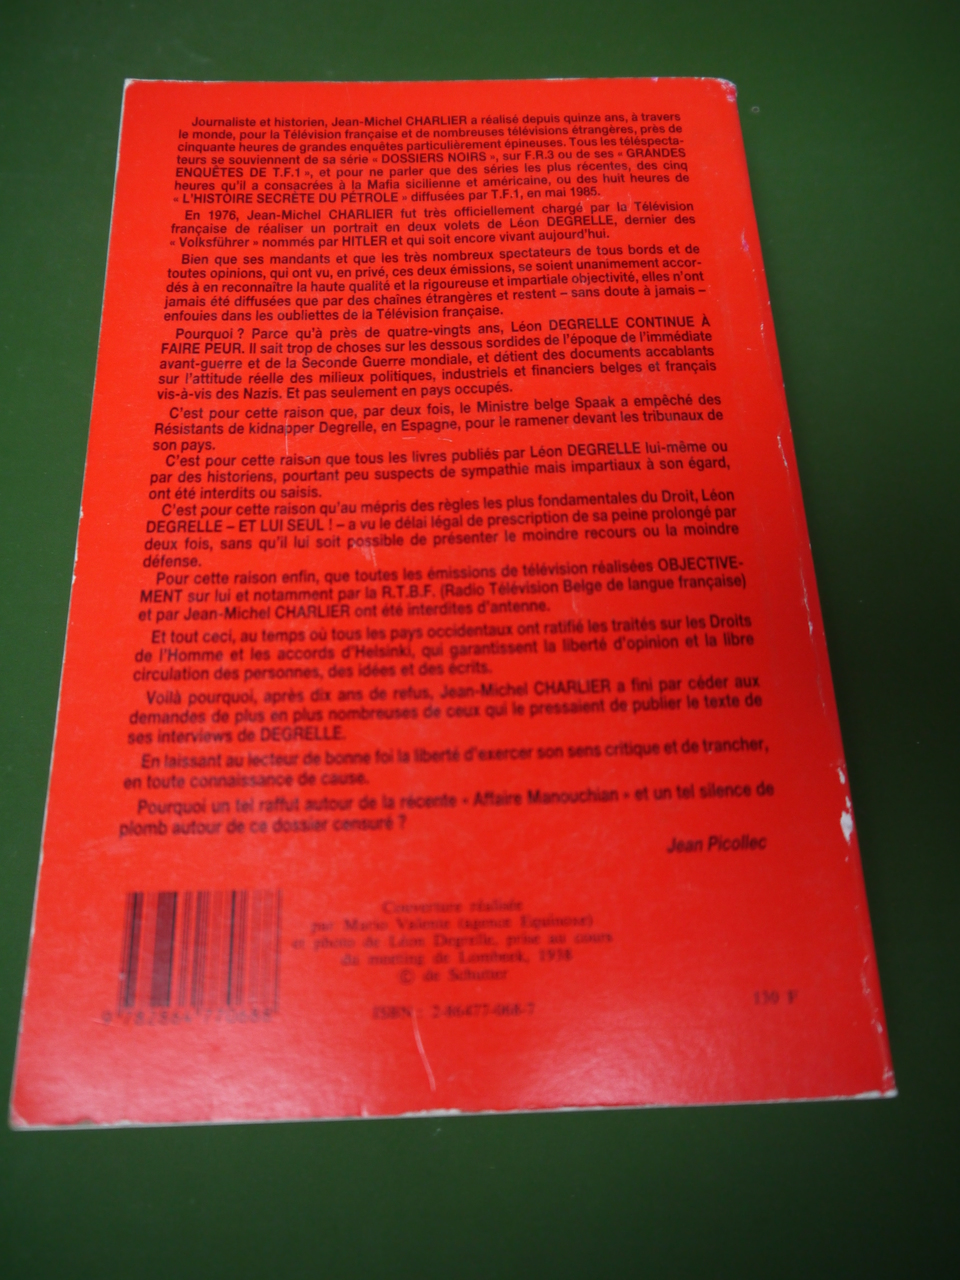 Journaliste et historien, Jean-Michel CHARLIER a réalisé depuis quinze ans, à travers
le monde, pour la Télévision française et de nombreuses télévisions étrangères, près de
cinquante heures de grandes enquêtes particulièrement épineuses. Tous les téléspecta-
teurs se souviennent de sa série « DOSSIERS NOIRS », sur F.R.3 ou de ses « GRANDES
ENQUÊTES DE T.F.1 », et pour ne parler que des séries les plus récentes, des cinq
heures qu'il a consacrées à la Mafia sicilienne et américaine, ou des huit heures de
« L'HISTOIRE SECRÈTE DU PÉTROLE » diffusées par T.F.1, en mai 1985.
En 1976, Jean-Michel CHARLIER fut très officiellement chargé par la Télévision
française de réaliser un portrait en deux volets de Léon DEGRELLE, dernier des
« Volksführer » nommés par HITLER et qui soit encore vivant aujourd'hui.
Bien que ses mandants et que les très nombreux spectateurs de tous bords et de
toutes opinions, qui ont vu, en privé, ces deux émissions, se soient unanimement accor-
dés à en reconnaître la haute qualité et la rigoureuse et impartiale objectivité, elles n'ont
jamais été diffusées que par des chaînes étrangères et restent – sans doute à jamais –
enfouies dans les oubliettes de la Télévision française.
Pourquoi ? Parce qu'à près de quatre-vingts ans, Léon DEGRELLE CONTINUE À
FAIRE PEUR. Il sait trop de choses sur les dessous sordides de l'époque de l'immédiate
avant-guerre et de la Seconde Guerre mondiale, et détient des documents accablants
sur l'attitude réelle des milieux politiques, industriels et financiers belges et français
vis-à-vis des Nazis. Et pas seulement en pays occupés.
C'est pour cette raison que, par deux fois, le Ministre belge Spaak a empêché des
Résistants de kidnapper Degrelle, en Espagne, pour le ramener devant les tribunaux de
son pays.
C'est pour cette raison que tous les livres publiés par Léon DEGRELLE lui-même ou
par des historiens, pourtant peu suspects de sympathie mais impartiaux à son égard,
ont été interdits ou saisis.
C'est pour cette raison qu'au mépris des règles les plus fondamentales du Droit, Léon
DEGRELLE – ET LUI SEUL ! – a vu le délai légal de prescription de sa peine prolongé par
deux fois, sans qu'il lui soit possible de présenter le moindre recours ou la moindre
défense.
Pour cette raison enfin, que toutes les émissions de télévision réalisées OBJECTIVE-
MENT sur lui et notamment par la R.T.B.F. (Radio Télévision Belge de langue française)
et par Jean-Michel CHARLIER ont été interdites d'antenne.
Et tout ceci, au temps où tous les pays occidentaux ont ratifié les traités sur les Droits
de l'Homme et les accords d'Helsinki, qui garantissent la liberté d'opinion et la libre
circulation des personnes, des idées et des écrits.
Voilà pourquoi, après dix ans de refus, Jean-Michel CHARLIER a fini par céder aux
demandes de plus en plus nombreuses de ceux qui le pressaient de publier le texte de
ses interviews de DEGRELLE.
En laissant au lecteur de bonne foi la liberté d'exercer son sens critique et de trancher,
en toute connaissance de cause.
Pourquoi un tel raffut autour de la récente « Affaire Manouchian » et un tel silence de
plomb autour de ce dossier censuré ?
Jean Picollec
Couverture réalisée
par Mario Valente (agence Equinoxe)
et photo de Léon Degrelle, prise au cours
du meeting de Lombeek, 1938
© de Schutter
ISBN : 2-86477-068-7
130 F
9 782864 770688